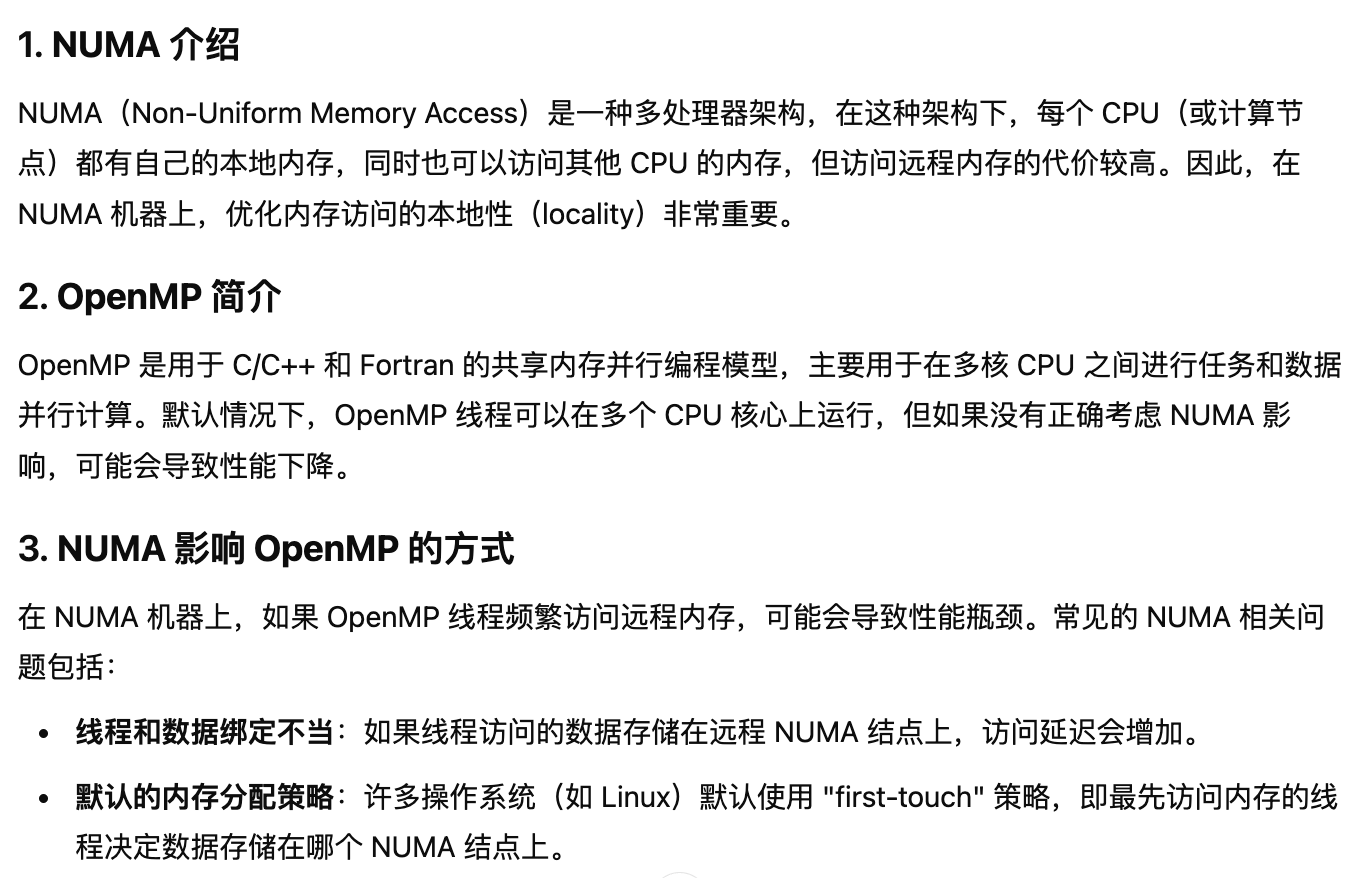 1. NUMA 介绍
NUMA（Non-Uniform Memory Access）是一种多处理器架构，在这种架构下，每个 CPU（或计算节
点）都有自己的本地内存，同时也可以访问其他 CPU 的内存，但访问远程内存的代价较高。因此，在
NUMA 机器上，优化内存访问的本地性（locality）非常重要。
2. OpenMP 简介
OpenMP 是用于 C/C++ 和 Fortran 的共享内存并行编程模型，主要用于在多核 CPU 之间进行任务和数据
并行计算。默认情况下，OpenMP 线程可以在多个 CPU 核心上运行，但如果没有正确考虑 NUMA 影
响，可能会导致性能下降。
3. NUMA 影响 OpenMP 的方式
在 NUMA 机器上，如果 OpenMP 线程频繁访问远程内存，可能会导致性能瓶颈。常见的 NUMA 相关问
题包括：
• 线程和数据绑定不当：如果线程访问的数据存储在远程 NUMA 结点上，访问延迟会增加。
• 默认的内存分配策略：许多操作系统（如 Linux）默认使用 "first-touch" 策略，即最先访问内存的线
程决定数据存储在哪个 NUMA 结点上。